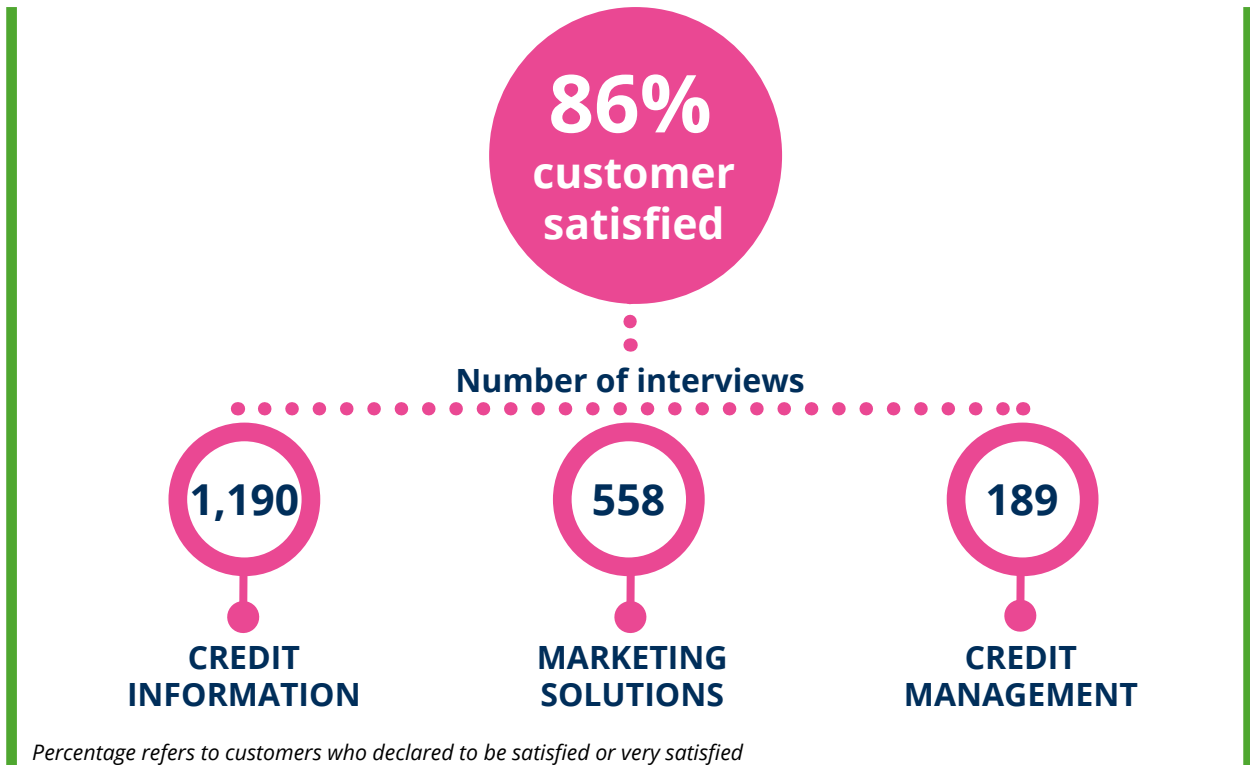 86%
customer
satisfied
Number of interviews
1,190
558
189
CREDIT
INFORMATION
MARKETING
SOLUTIONS
CREDIT
MANAGEMENT
Percentage refers to customers who declared to be satisfied or very satisfied